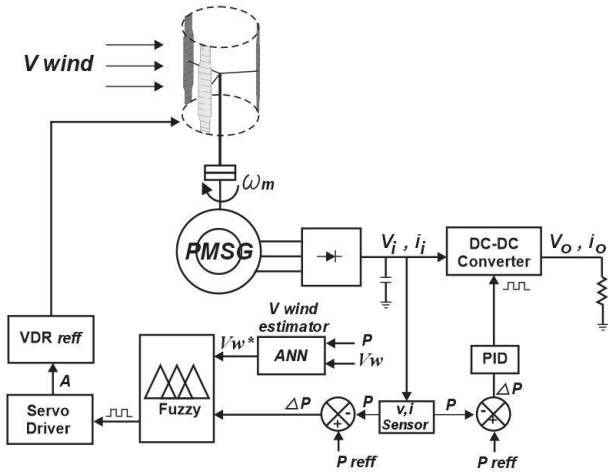 V wind
ωm
PMSG
Vi , ii
DC-DC
Converter
Vo , io
V wind
estimator
VDR reff
Vw*
ANN
P
Vw
PID
A
Fuzzy
ΔP
ΔP
Servo
Driver
-
+
P
v,i
Sensor
P
-
+
P reff
P reff